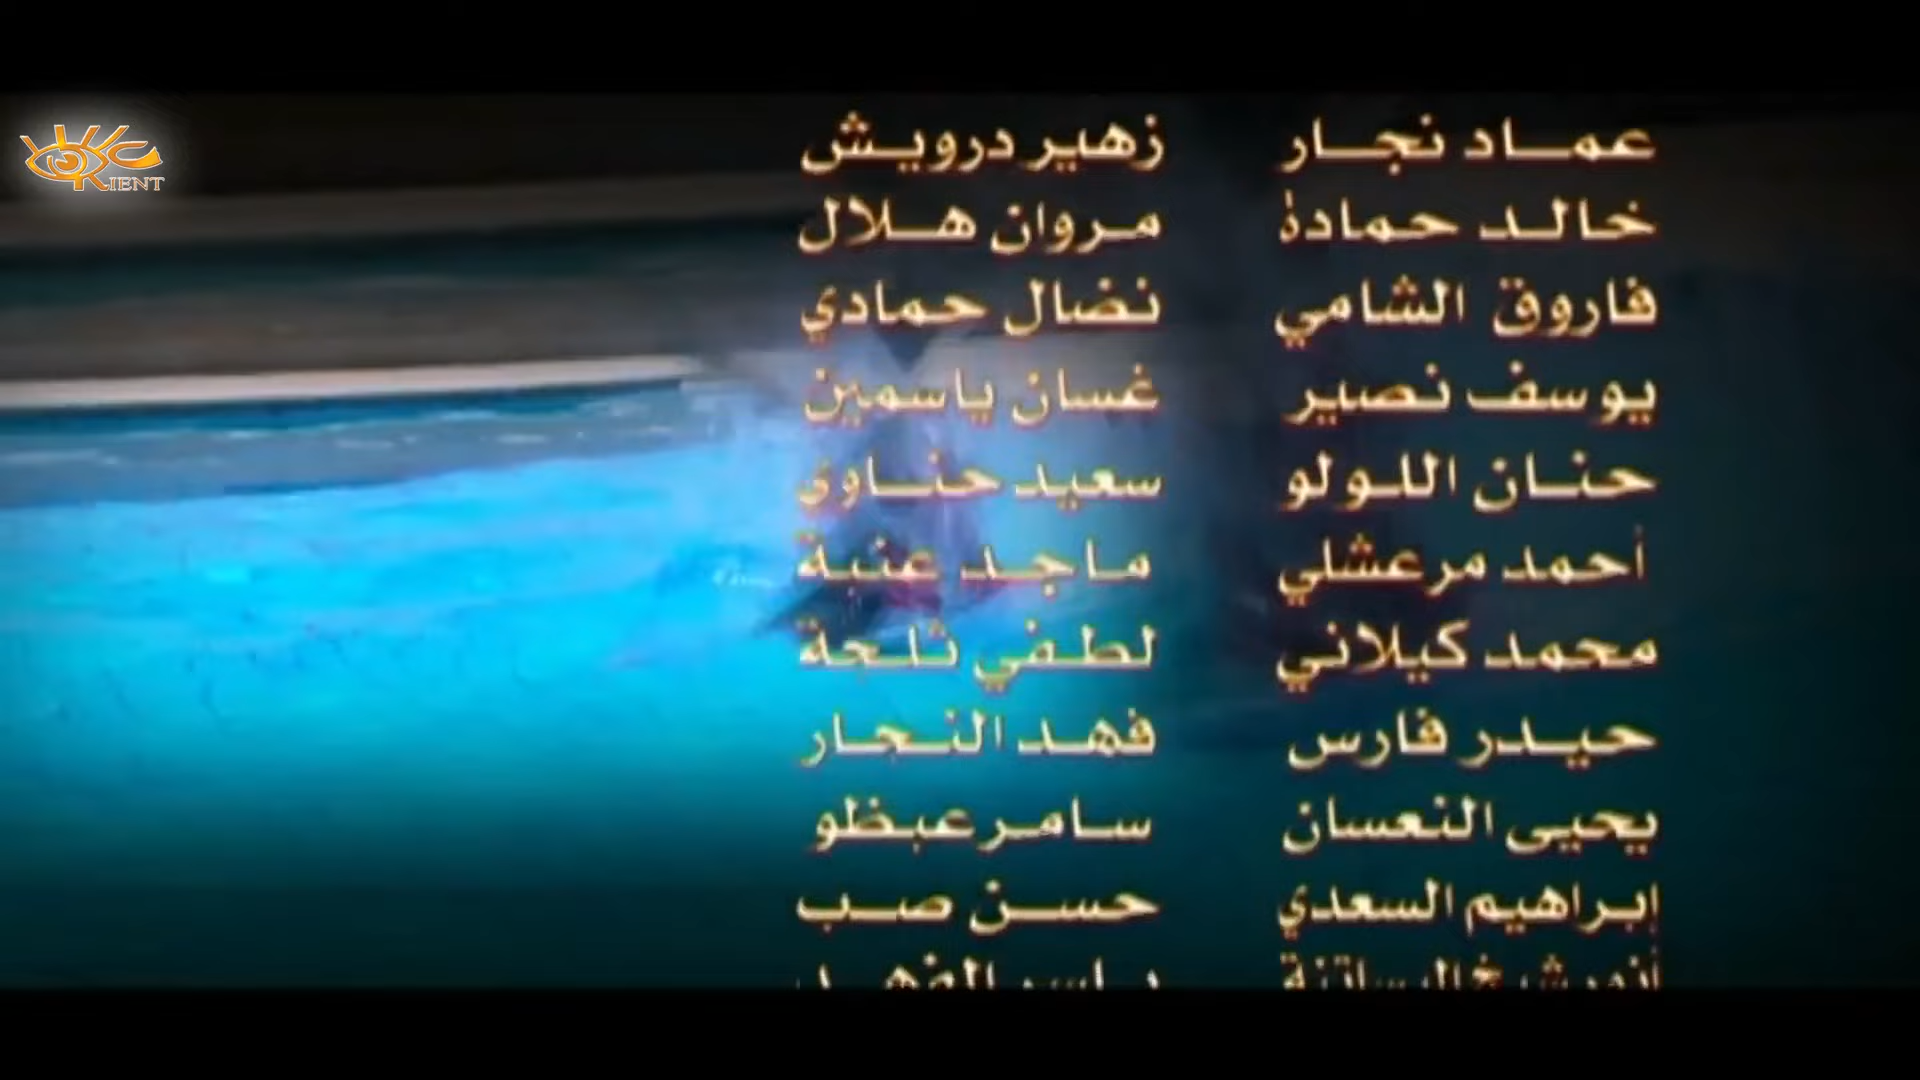 عماد نجار زهير درويش
خالد حمادة مروان هلال
فاروق الشامي نضال حمادي
يوسف نصير غسان ياسمين
حنان اللولو سعيد حناوي
أحمد مرعشلي ماجد عنبة
محمد كيلاني لطفي ثلجة
حيدر فارس فهد النجار
يحيى النعسان سامر عبظو
إبراهيم السعدي حسن صب
ORIENT